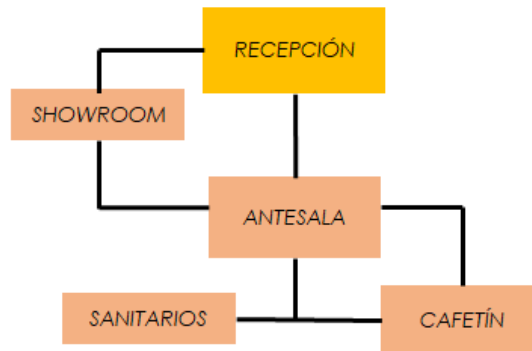 RECEPCIÓN
SHOWROOM
ANTESALA
SANITARIOS
CAFETÍN